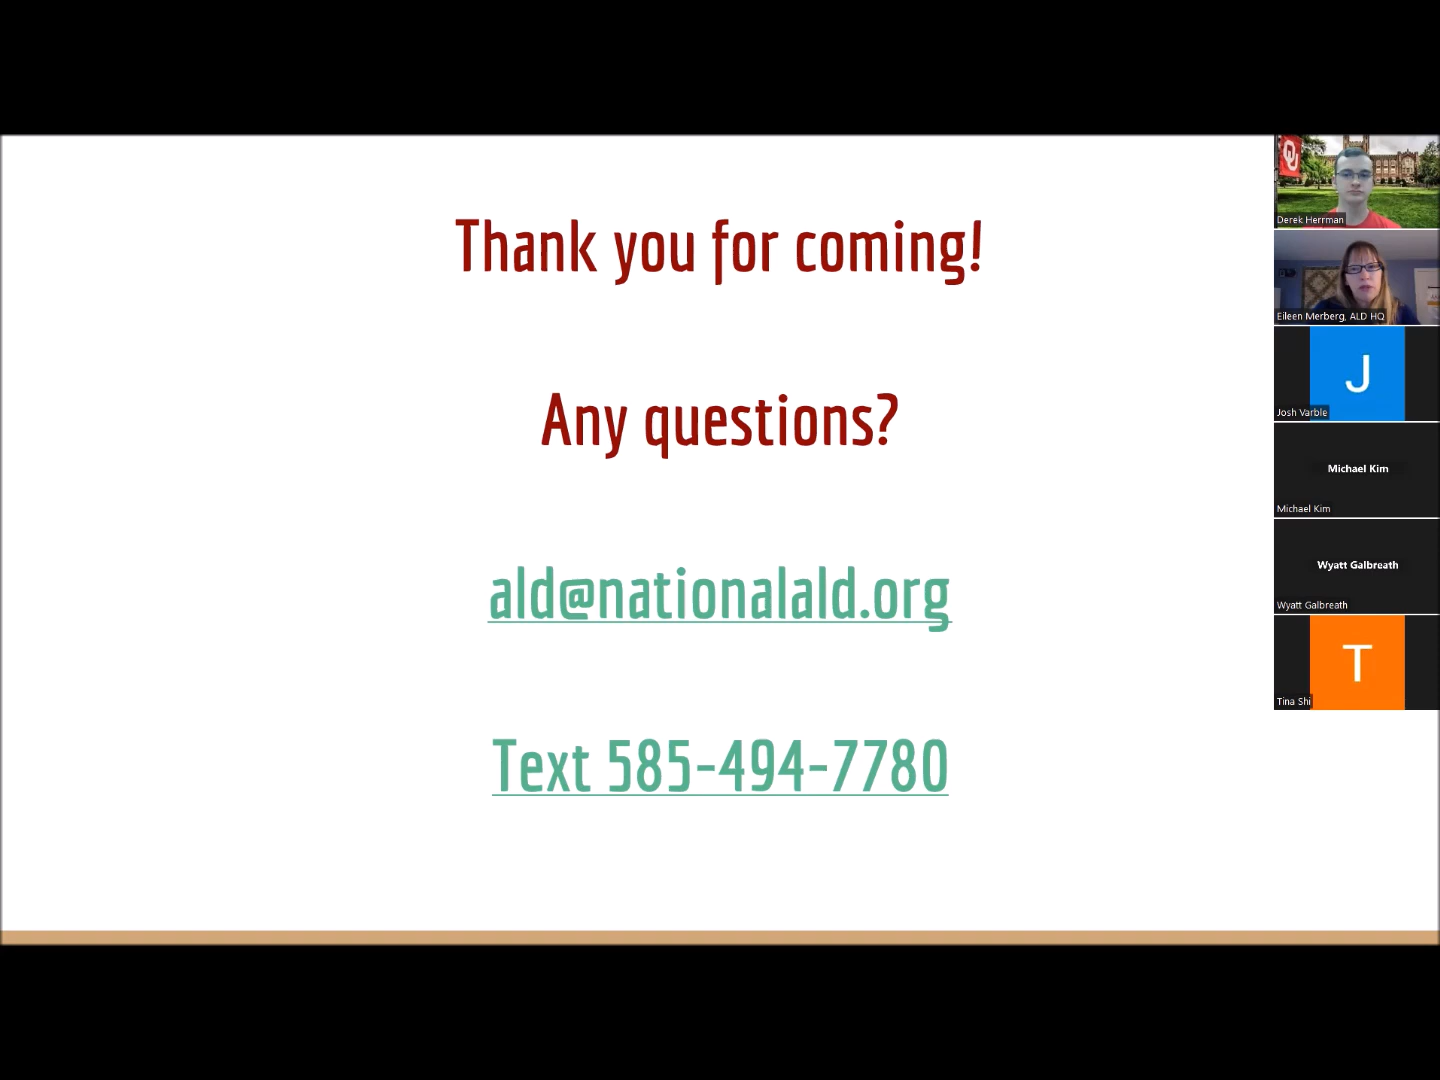 Thank you for coming!
Any questions?
ald@nationalald.org
Text 585-494-7780
OU
Derek Herrman
Eileen Merberg, ALD HQ
J
Josh Varble
Michael Kim
Michael Kim
Wyatt Galbreath
Wyatt Galbreath
T
Tina Shi